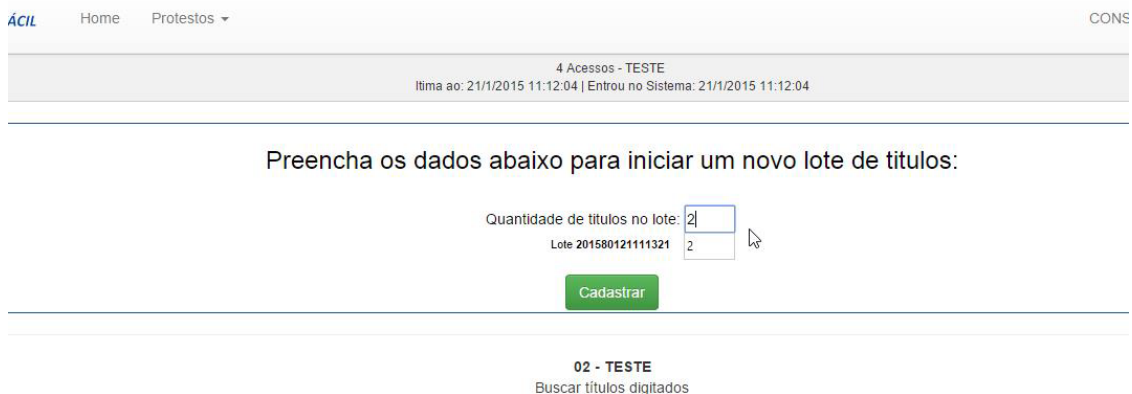 ÁCIL Home Protestos CONS
4 Acessos - TESTE
ltima ao: 21/1/2015 11:12:04 | Entrou no Sistema: 21/1/2015 11:12:04
Preencha os dados abaixo para iniciar um novo lote de titulos:
Quantidade de titulos no lote: 2
Lote 201580121111321 2
Cadastrar
02 - TESTE
Buscar títulos digitados